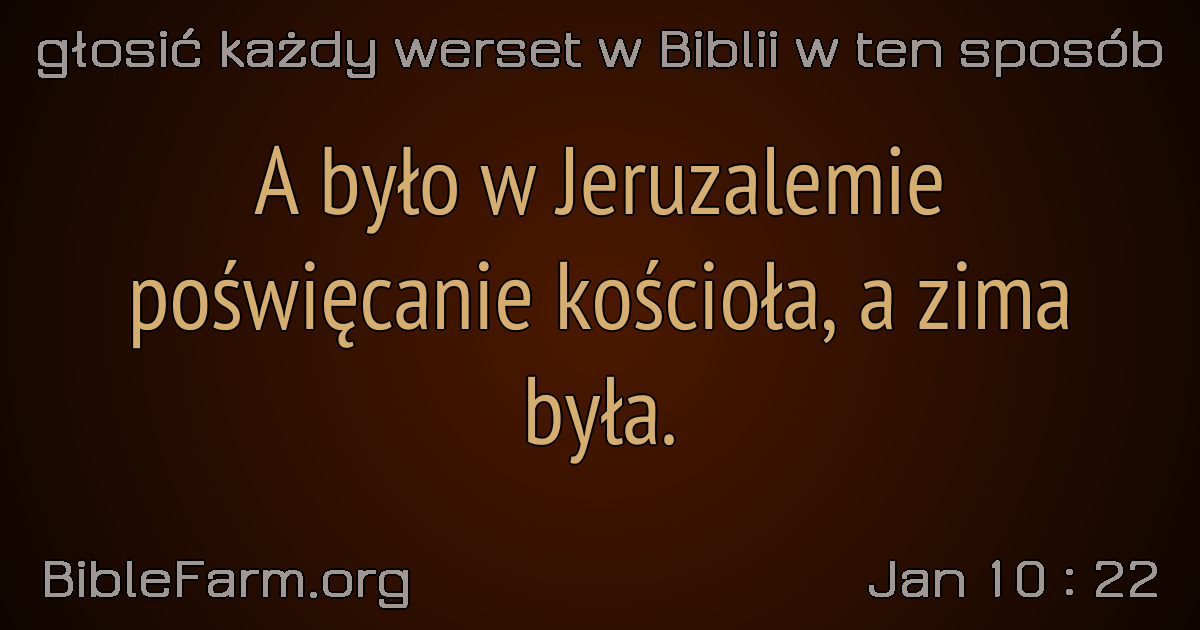 głosić każdy werset w Biblii w ten sposób
A było w Jeruzalemie
poświęcanie kościoła, a zima
była.
BibleFarm.org
Jan 10 : 22